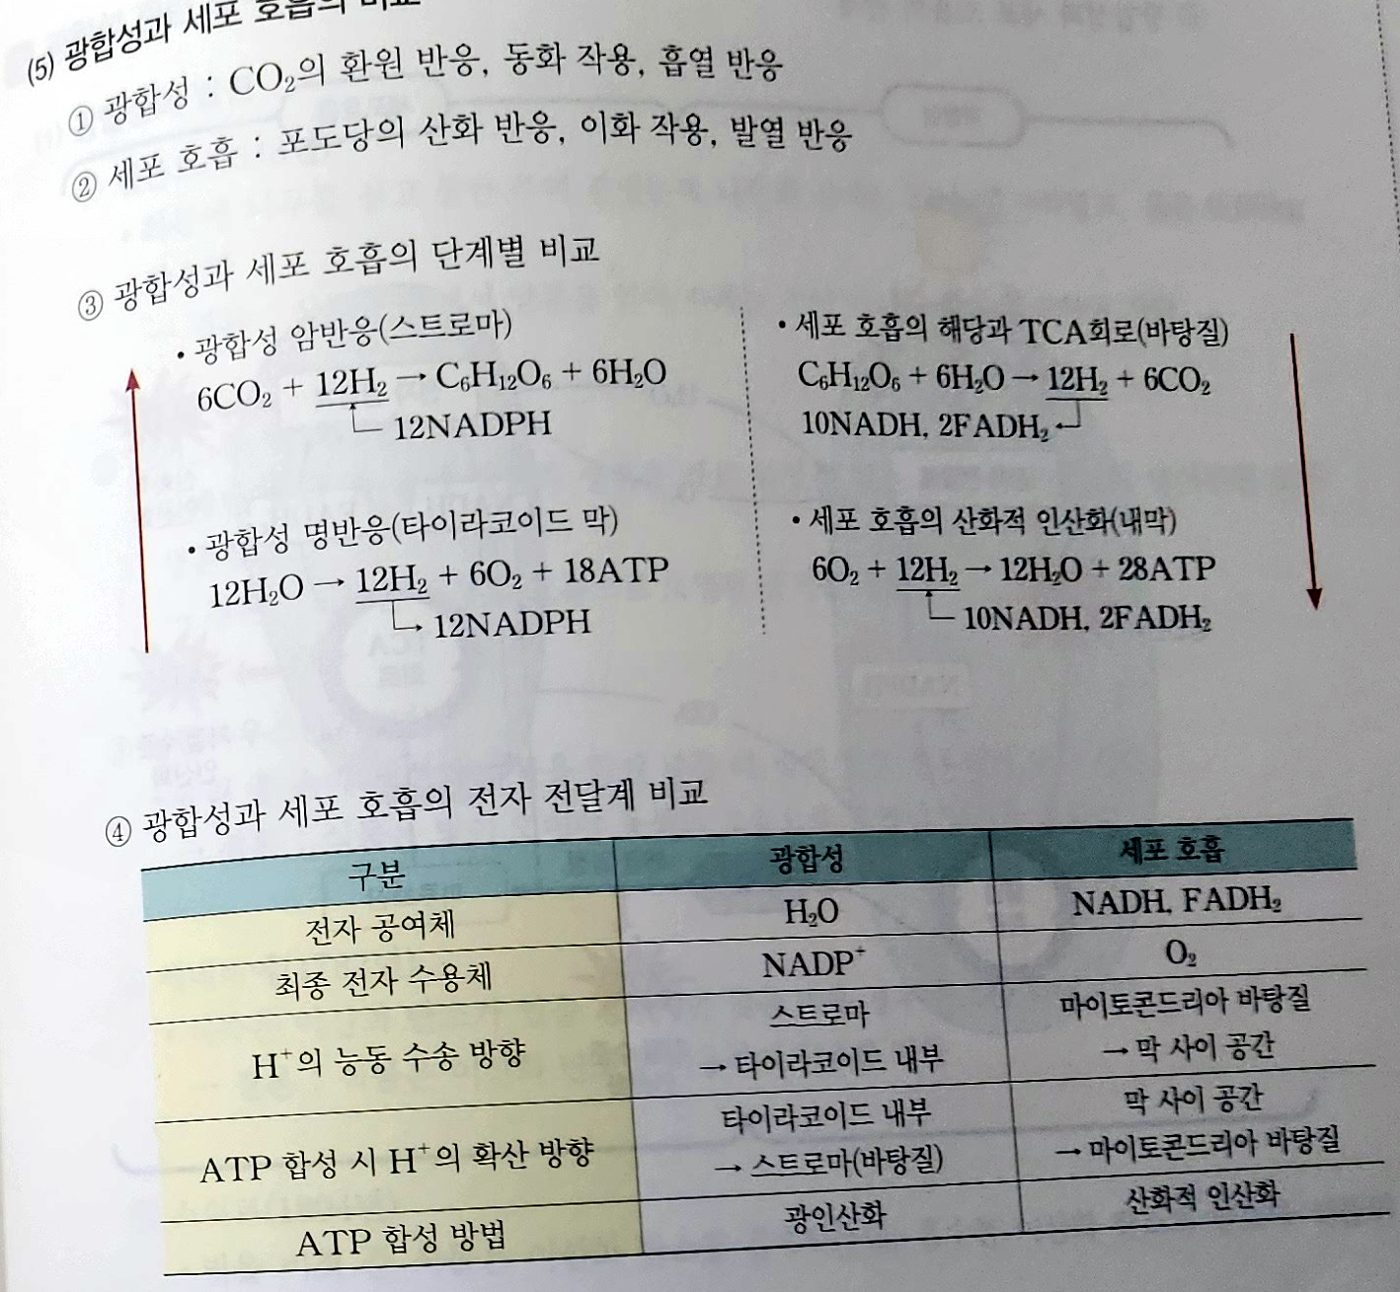 (5) 광합성과 세포 호흡의 비교
① 광합성 : CO₂의 환원 반응, 동화 작용, 흡열 반응
② 세포 호흡 : 포도당의 산화 반응, 이화 작용, 발열 반응
③ 광합성과 세포 호흡의 단계별 비교
• 광합성 암반응(스트로마)
6CO₂ + 12H₂ → C₆H₁₂O₆ + 6H₂O
12NADPH
• 광합성 명반응(타이라코이드 막)
12H₂O → 12H₂ + 6O₂ + 18ATP
12NADPH
• 세포 호흡의 해당과 TCA회로(바탕질)
C₆H₁₂O₆ + 6H₂O → 12H₂ + 6CO₂
10NADH, 2FADH₂
• 세포 호흡의 산화적 인산화(내막)
6O₂ + 12H₂ → 12H₂O + 28ATP
10NADH, 2FADH₂
④ 광합성과 세포 호흡의 전자 전달계 비교
구분 광합성 세포 호흡
전자 공여체 H₂O NADH, FADH₂
최종 전자 수용체 NADP⁺ O₂
H⁺의 능동 수송 방향 스트로마 → 타이라코이드 내부 마이토콘드리아 바탕질 → 막 사이 공간
ATP 합성 시 H⁺의 확산 방향 타이라코이드 내부 → 스트로마(바탕질) 막 사이 공간 → 마이토콘드리아 바탕질
ATP 합성 방법 광인산화 산화적 인산화